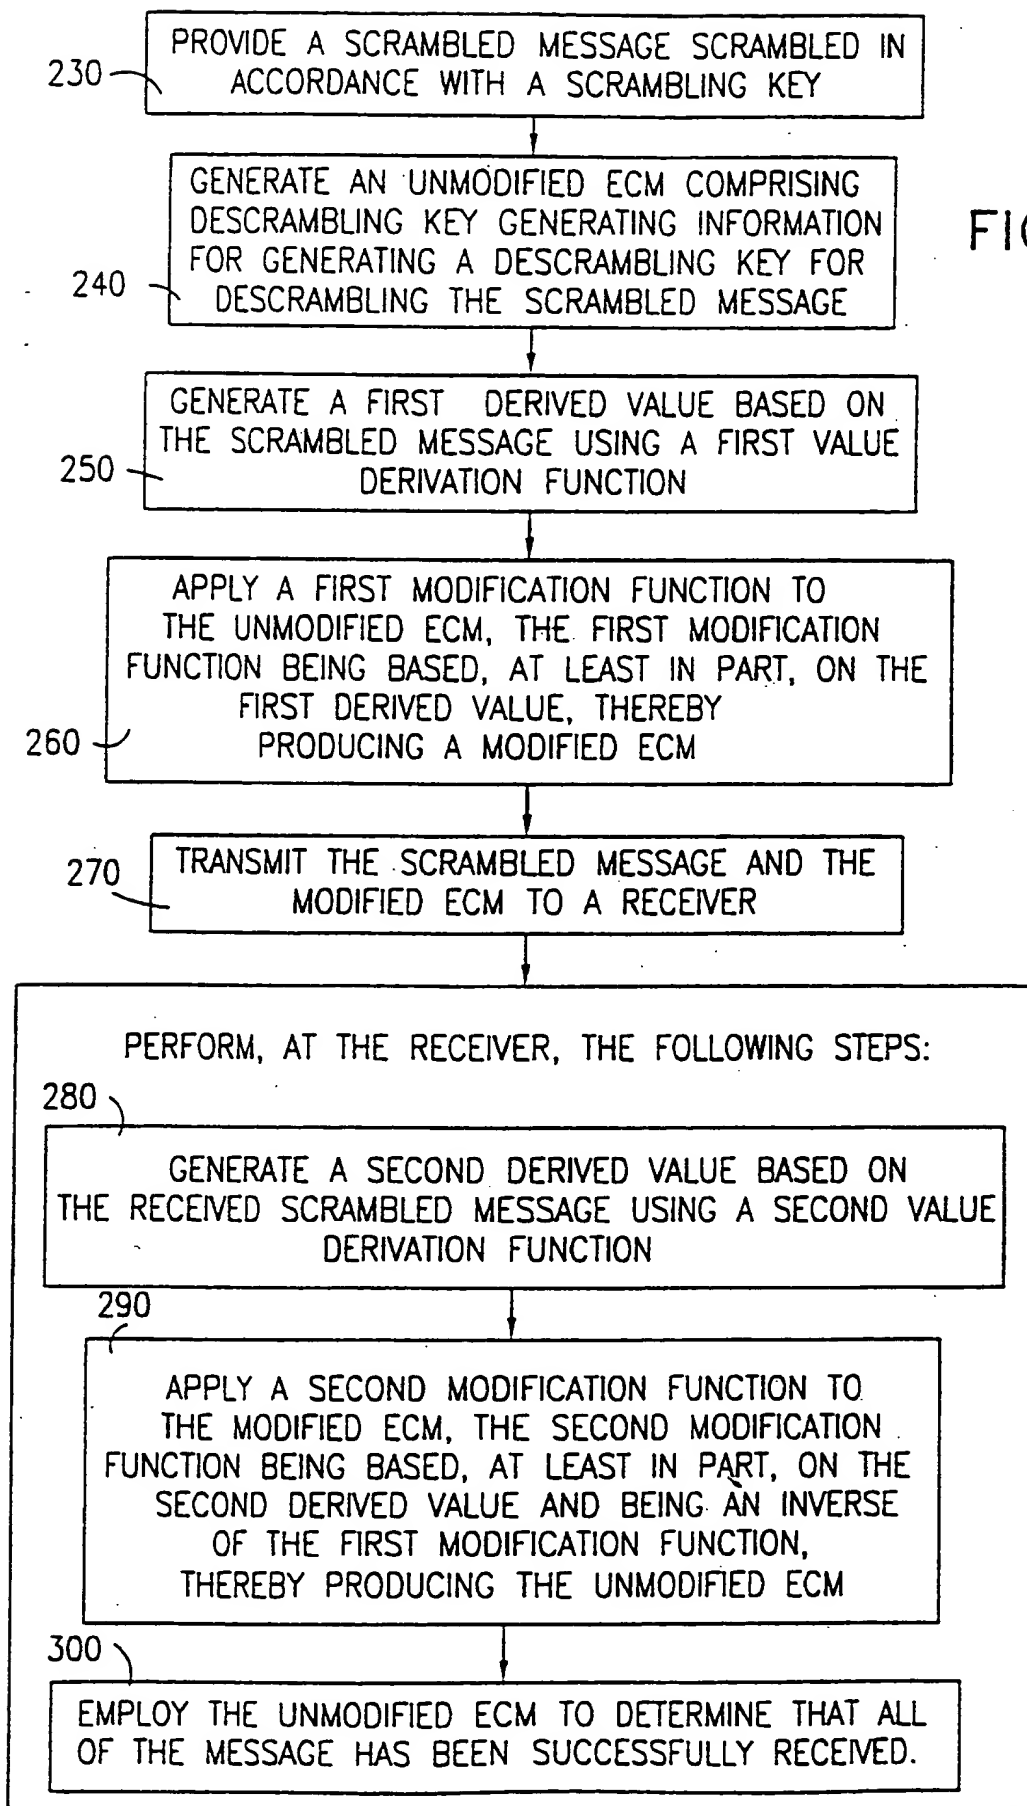 PROVIDE A SCRAMBLED MESSAGE SCRAMBLED IN
ACCORDANCE WITH A SCRAMBLING KEY
230
GENERATE AN UNMODIFIED ECM COMPRISING
DESCRAMBLING KEY GENERATING INFORMATION
FOR GENERATING A DESCRAMBLING KEY FOR
DESCRAMBLING THE SCRAMBLED MESSAGE
240
GENERATE A FIRST DERIVED VALUE BASED ON
THE SCRAMBLED MESSAGE USING A FIRST VALUE
DERIVATION FUNCTION
250
APPLY A FIRST MODIFICATION FUNCTION TO
THE UNMODIFIED ECM, THE FIRST MODIFICATION
FUNCTION BEING BASED, AT LEAST IN PART, ON THE
FIRST DERIVED VALUE, THEREBY
PRODUCING A MODIFIED ECM
260
TRANSMIT THE SCRAMBLED MESSAGE AND THE
MODIFIED ECM TO A RECEIVER
270
PERFORM, AT THE RECEIVER, THE FOLLOWING STEPS:
280
GENERATE A SECOND DERIVED VALUE BASED ON
THE RECEIVED SCRAMBLED MESSAGE USING A SECOND VALUE
DERIVATION FUNCTION
290
APPLY A SECOND MODIFICATION FUNCTION TO
THE MODIFIED ECM, THE SECOND MODIFICATION
FUNCTION BEING BASED, AT LEAST IN PART, ON THE
SECOND DERIVED VALUE AND BEING AN INVERSE
OF THE FIRST MODIFICATION FUNCTION,
THEREBY PRODUCING THE UNMODIFIED ECM
300
EMPLOY THE UNMODIFIED ECM TO DETERMINE THAT ALL
OF THE MESSAGE HAS BEEN SUCCESSFULLY RECEIVED.